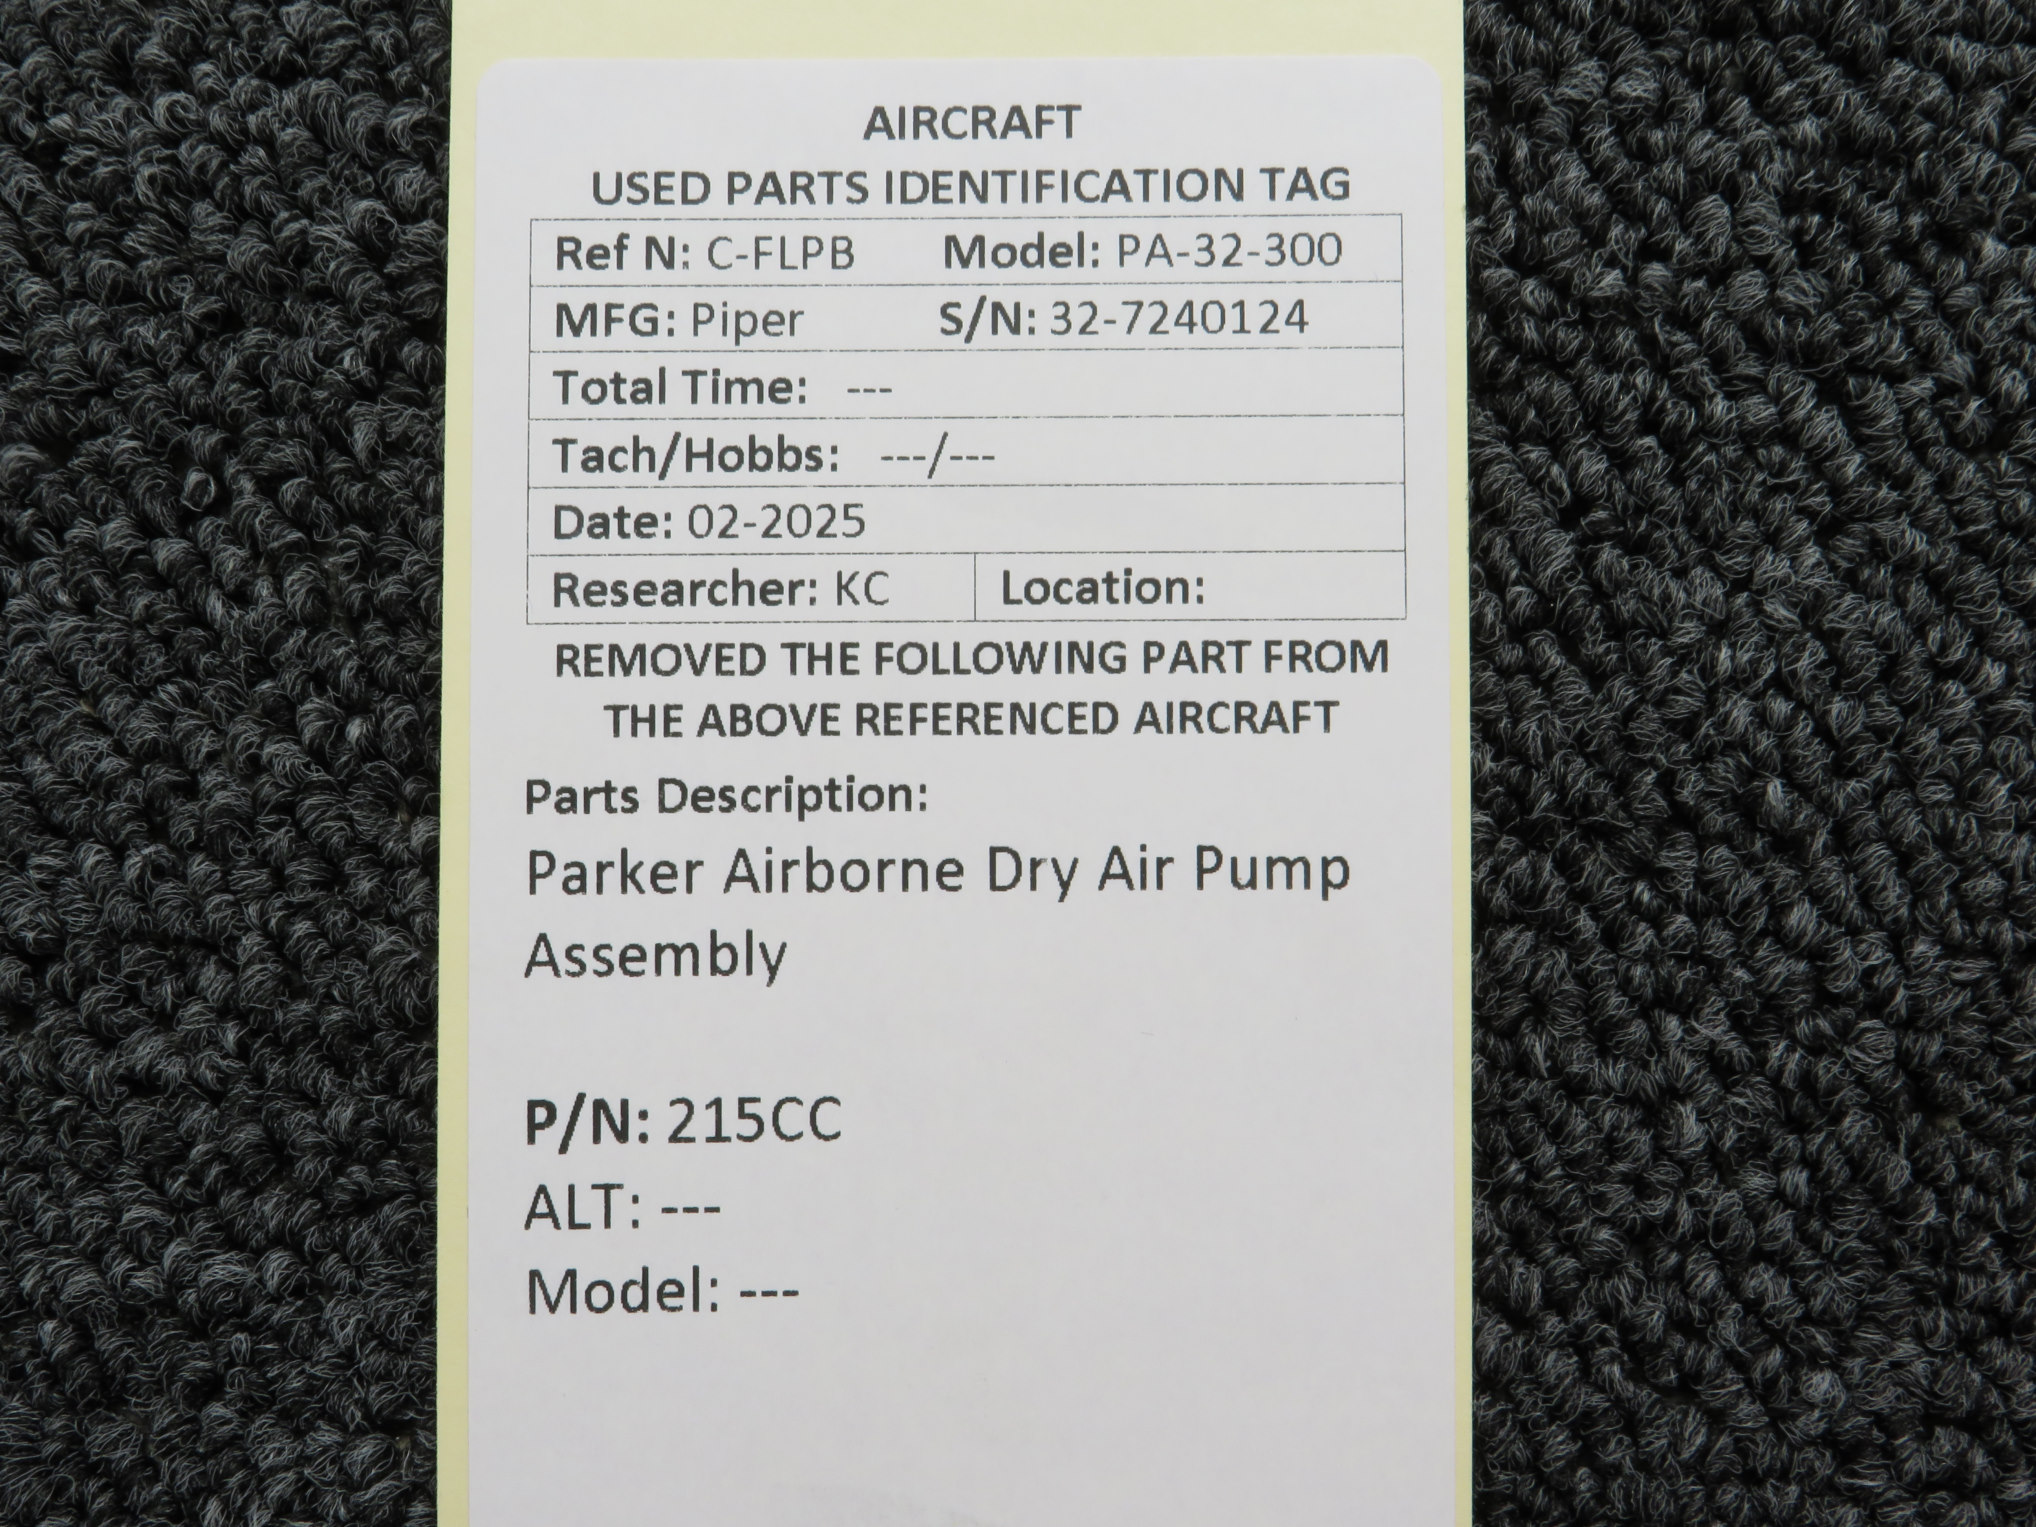 AIRCRAFT
USED PARTS IDENTIFICATION TAG
Ref N: C-FLPB Model: PA-32-300
MFG: Piper S/N: 32-7240124
Total Time: ---
Tach/Hobbs: ---/---
Date: 02-2025
Researcher: KC Location:
REMOVED THE FOLLOWING PART FROM
THE ABOVE REFERENCED AIRCRAFT
Parts Description:
Parker Airborne Dry Air Pump
Assembly
P/N: 215CC
ALT: ---
Model: ---